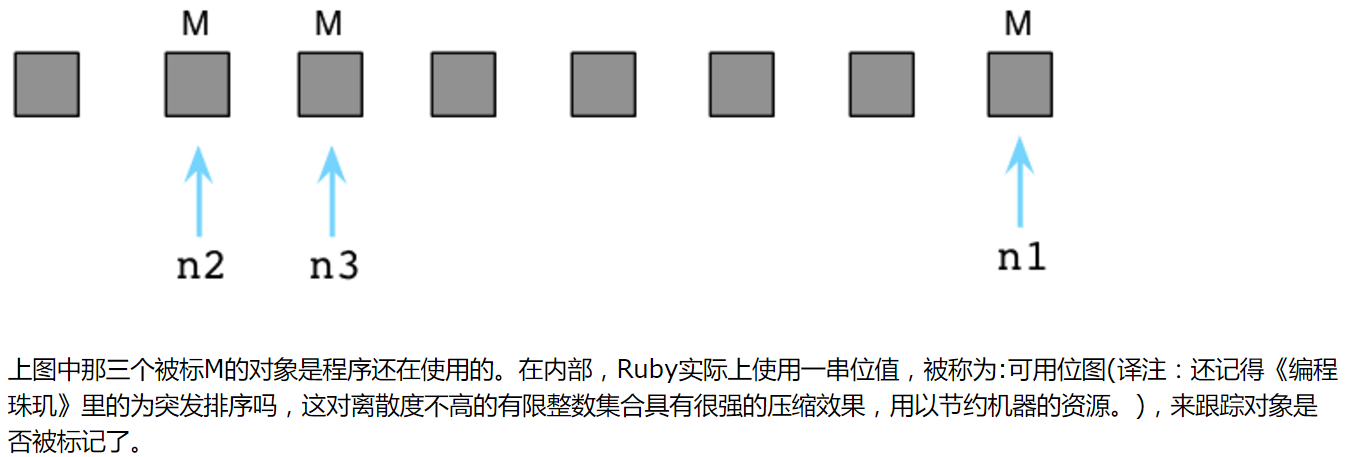 M M M
n2 n3 n1
上图中那三个被标M的对象是程序还在使用的。在内部，Ruby实际上使用一串位值，被称为:可用位图(译注：还记得《编程
珠玑》里的为突发排序吗，这对离散度不高的有限整数集合具有很强的压缩效果，用以节约机器的资源。)，来跟踪对象是
否被标记了。